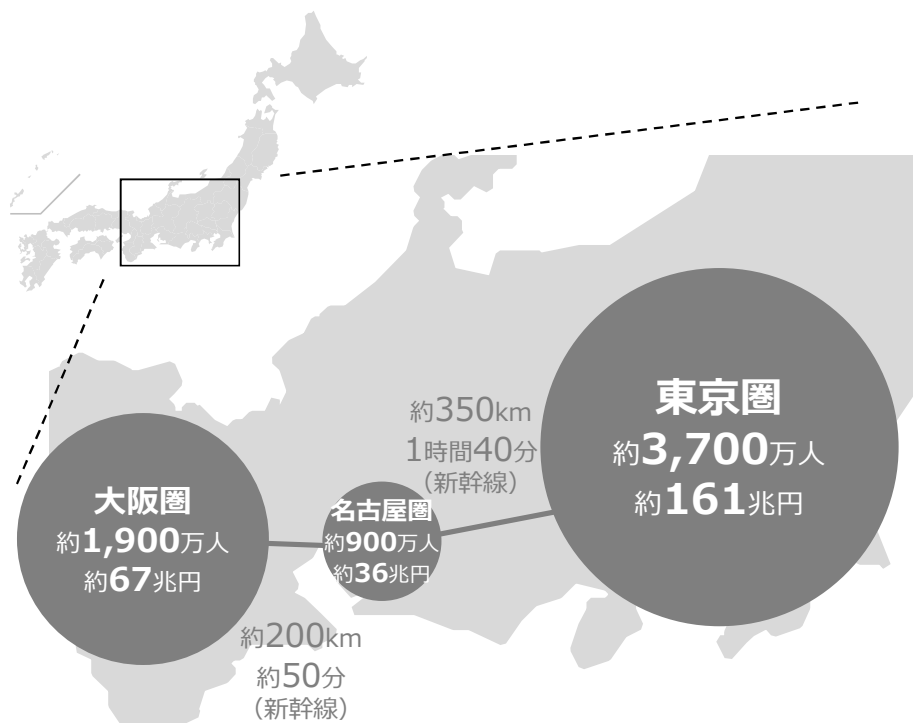 東京圏
約3,700万人
約161兆円
約350km
1時間40分
(新幹線)
名古屋圏
約900万人
約36兆円
大阪圏
約1,900万人
約67兆円
約200km
約50分
(新幹線)